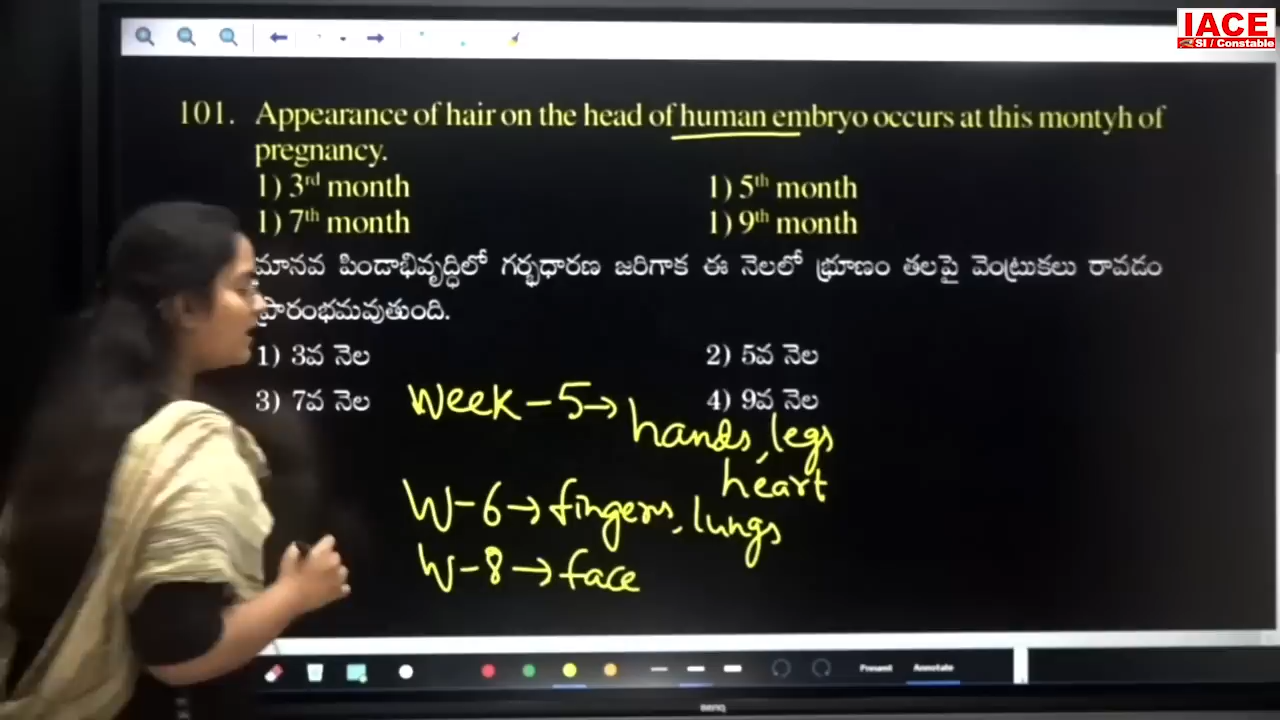 IACE
SI / Constable
101. Appearance of hair on the head of human embryo occurs at this montyh of
pregnancy.
1) 3rd month 1) 5th month
1) 7th month 1) 9th month
మానవ పిండాభివృద్ధిలో గర్భధారణ జరిగాక ఈ నెలలో భ్రూణం తలపై వెంట్రుకలు రావడం
ప్రారంభమవుతుంది.
1) 3వ నెల 2) 5వ నెల
3) 7వ నెల 4) 9వ నెల
Week - 5 → hands, legs
heart
W - 6 → fingers, lungs
W - 8 → face
Present Annotate
BenQ